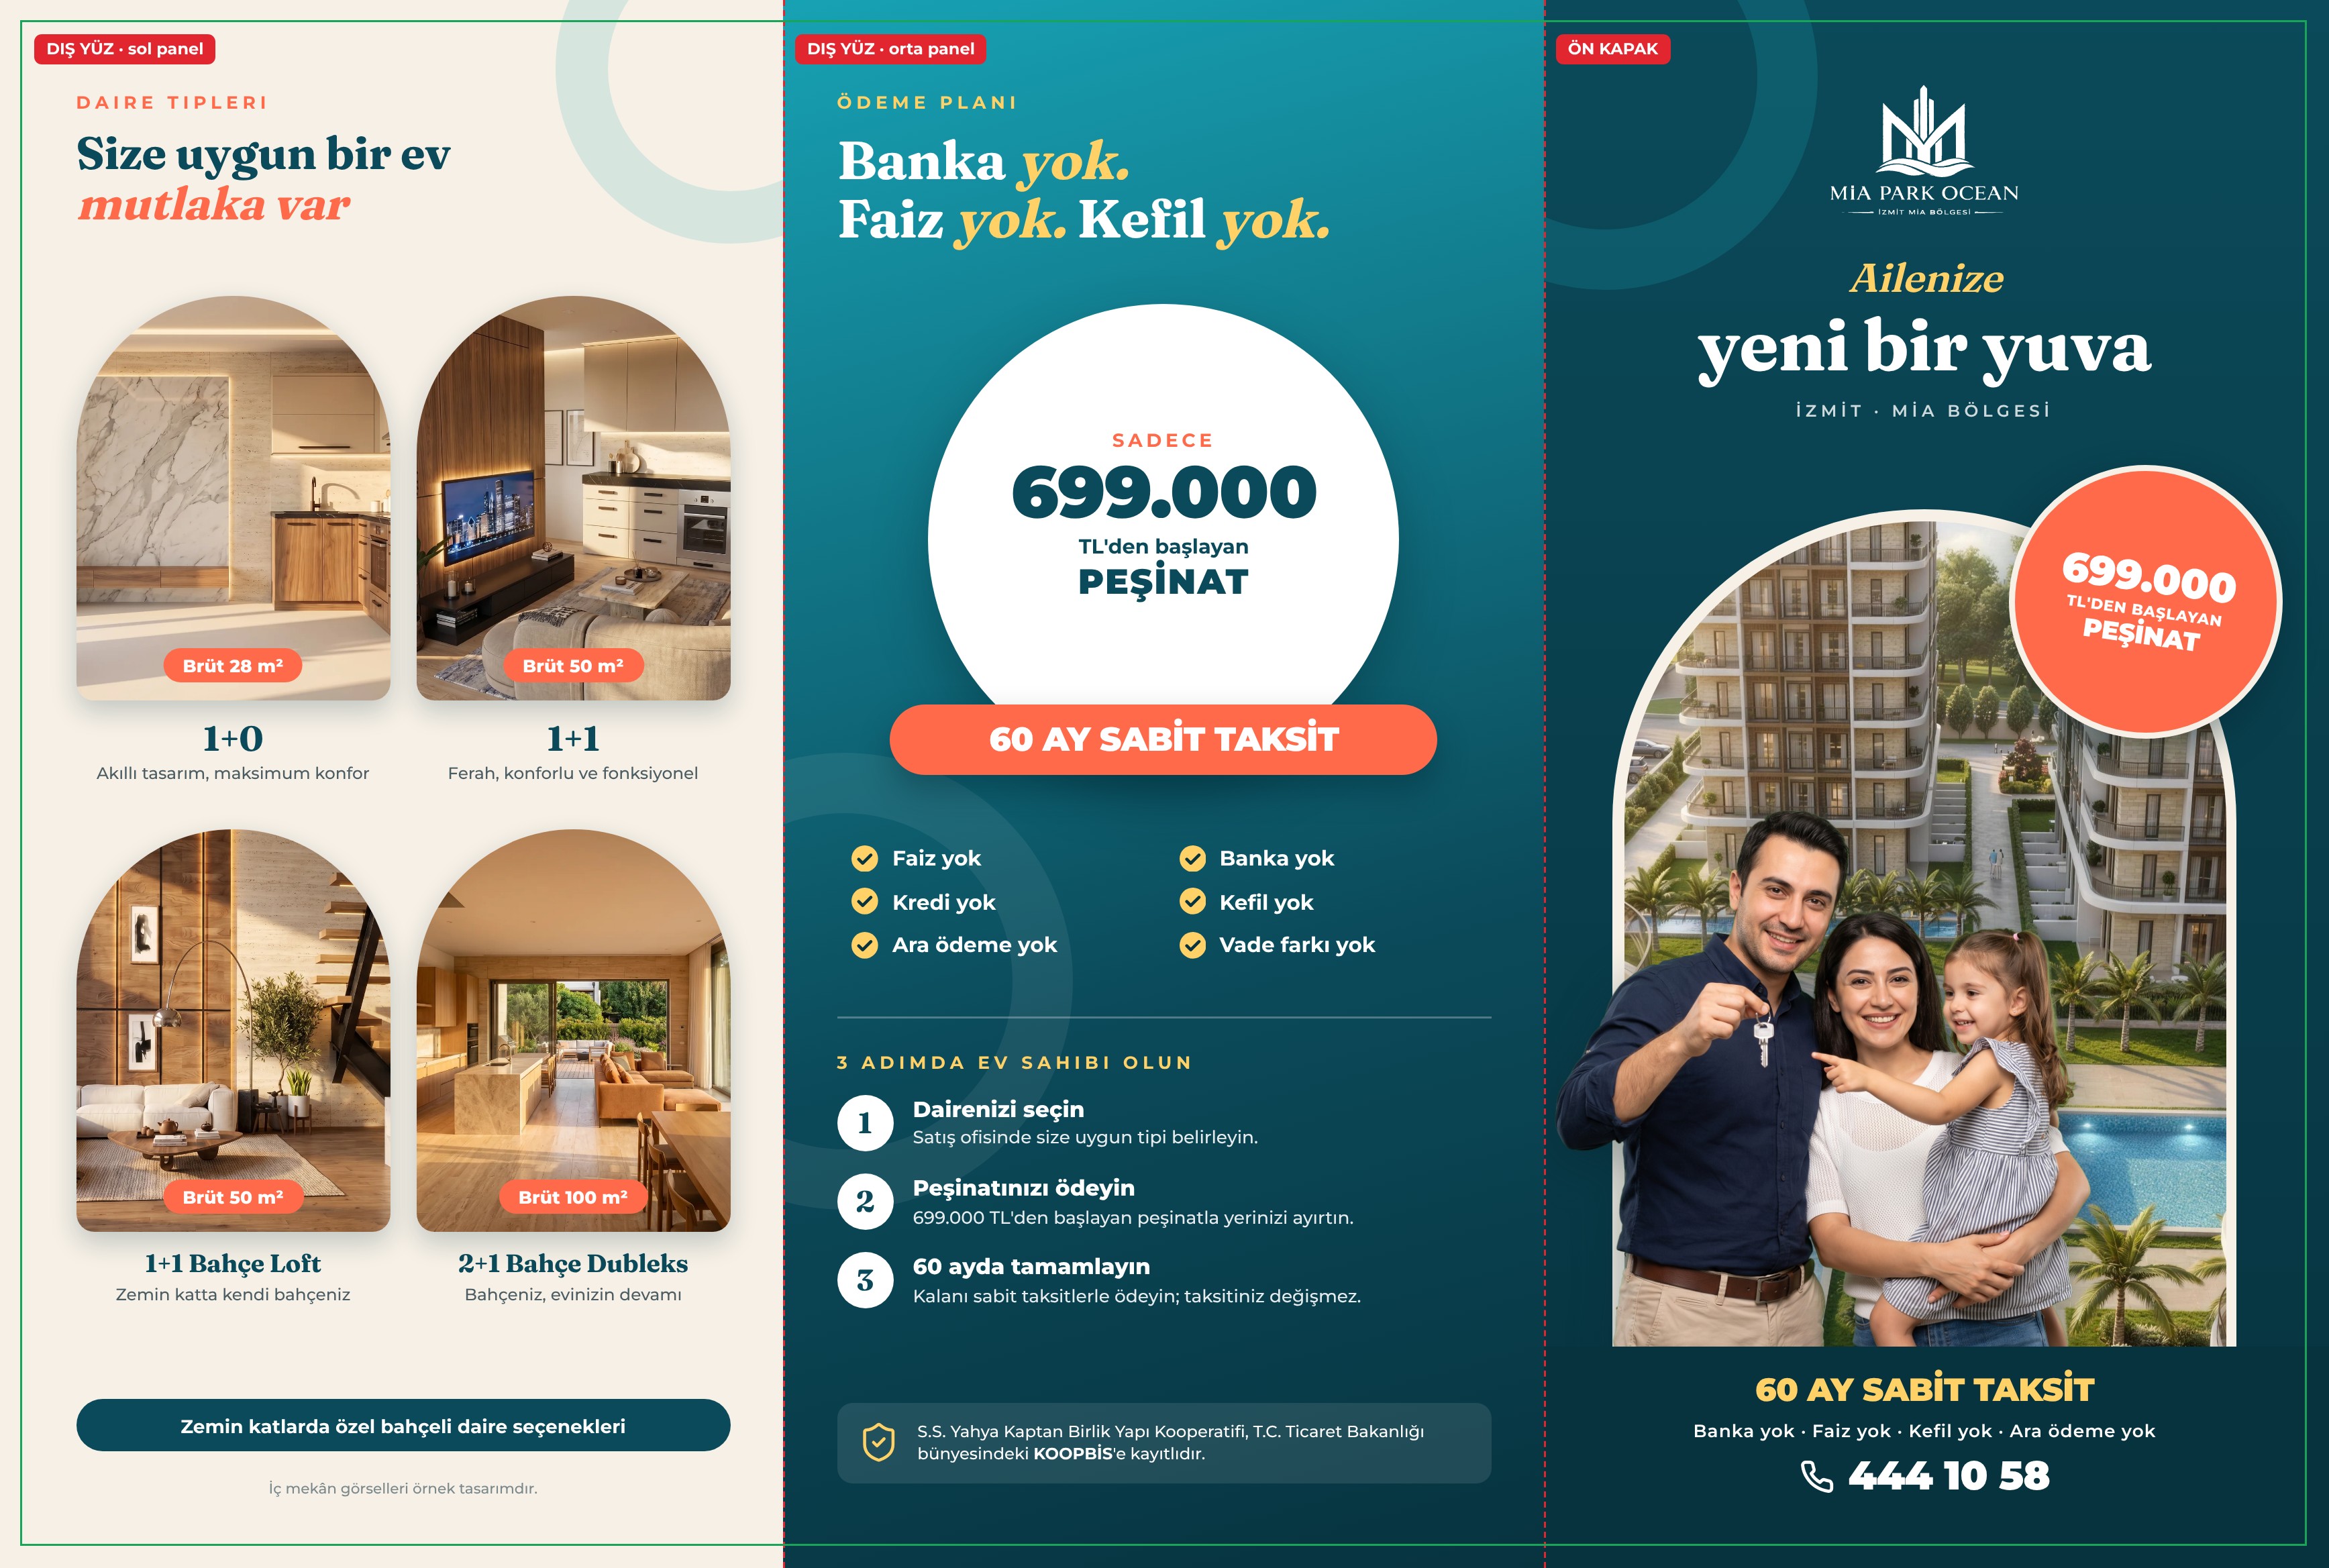 DIŞ YÜZ · sol panel
DAIRE TIPLERI
Size uygun bir ev
mutlaka var
Brüt 28 m²
1+0
Akıllı tasarım, maksimum konfor
Brüt 50 m²
1+1
Ferah, konforlu ve fonksiyonel
Brüt 50 m²
1+1 Bahçe Loft
Zemin katta kendi bahçeniz
Brüt 100 m²
2+1 Bahçe Dubleks
Bahçeniz, evinizin devamı
Zemin katlarda özel bahçeli daire seçenekleri
İç mekân görselleri örnek tasarımdır.
DIŞ YÜZ · orta panel
ÖDEME PLANI
Banka yok.
Faiz yok. Kefil yok.
SADECE
699.000
TL'den başlayan
PEŞİNAT
60 AY SABİT TAKSİT
Faiz yok
Banka yok
Kredi yok
Kefil yok
Ara ödeme yok
Vade farkı yok
3 ADIMDA EV SAHIBI OLUN
1
Dairenizi seçin
Satış ofisinde size uygun tipi belirleyin.
2
Peşinatınızı ödeyin
699.000 TL'den başlayan peşinatla yerinizi ayırtın.
3
60 ayda tamamlayın
Kalanı sabit taksitlerle ödeyin; taksitiniz değişmez.
S.S. Yahya Kaptan Birlik Yapı Kooperatifi, T.C. Ticaret Bakanlığı
bünyesindeki KOOPBİS'e kayıtlıdır.
ÖN KAPAK
MİA PARK OCEAN
İZMİT MİA BÖLGESİ
Ailenize
yeni bir yuva
İZMİT · MİA BÖLGESİ
699.000
TL'DEN BAŞLAYAN
PEŞİNAT
60 AY SABİT TAKSİT
Banka yok · Faiz yok · Kefil yok · Ara ödeme yok
444 10 58